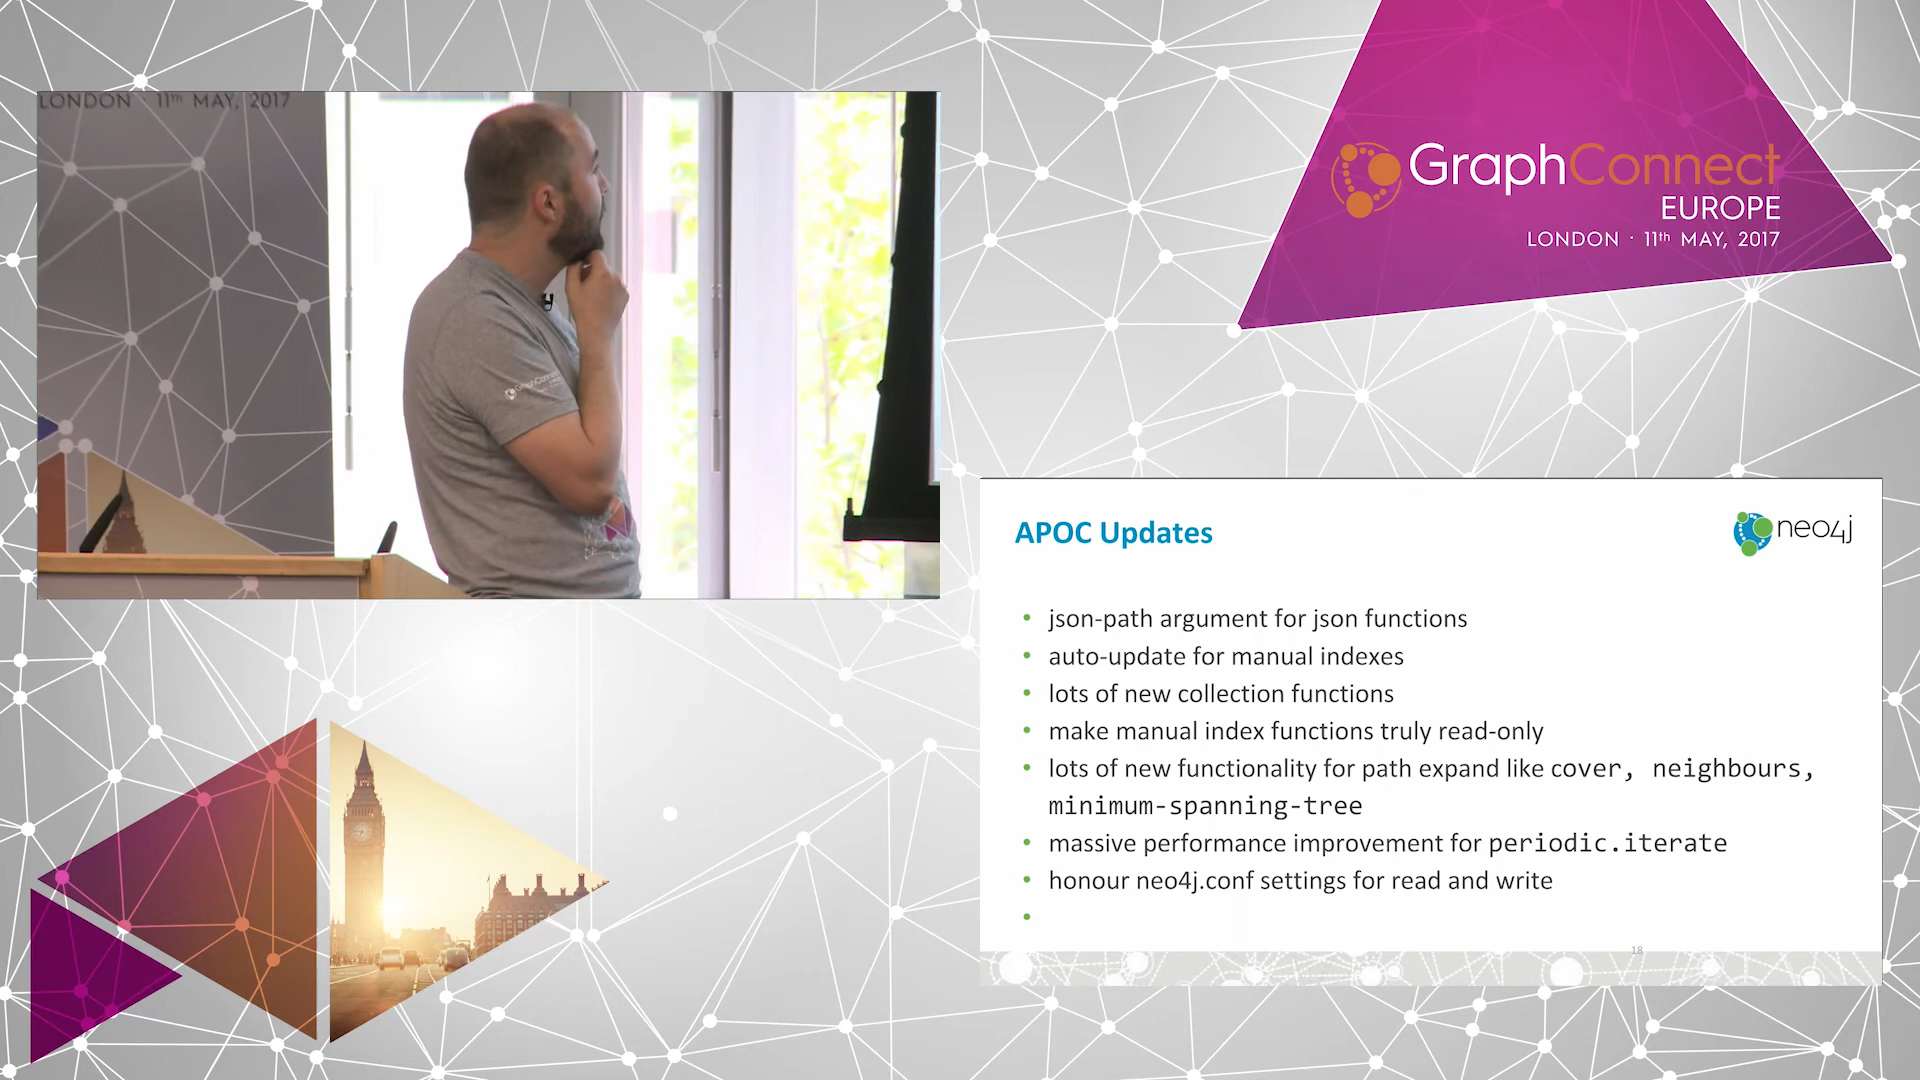 LONDON · 11th MAY, 2017
GraphConnect
EUROPE
LONDON · 11th MAY, 2017
GraphConnect
APOC Updates
neo4j
• json-path argument for json functions
• auto-update for manual indexes
• lots of new collection functions
• make manual index functions truly read-only
• lots of new functionality for path expand like cover, neighbours,
minimum-spanning-tree
• massive performance improvement for periodic.iterate
• honour neo4j.conf settings for read and write
•
18